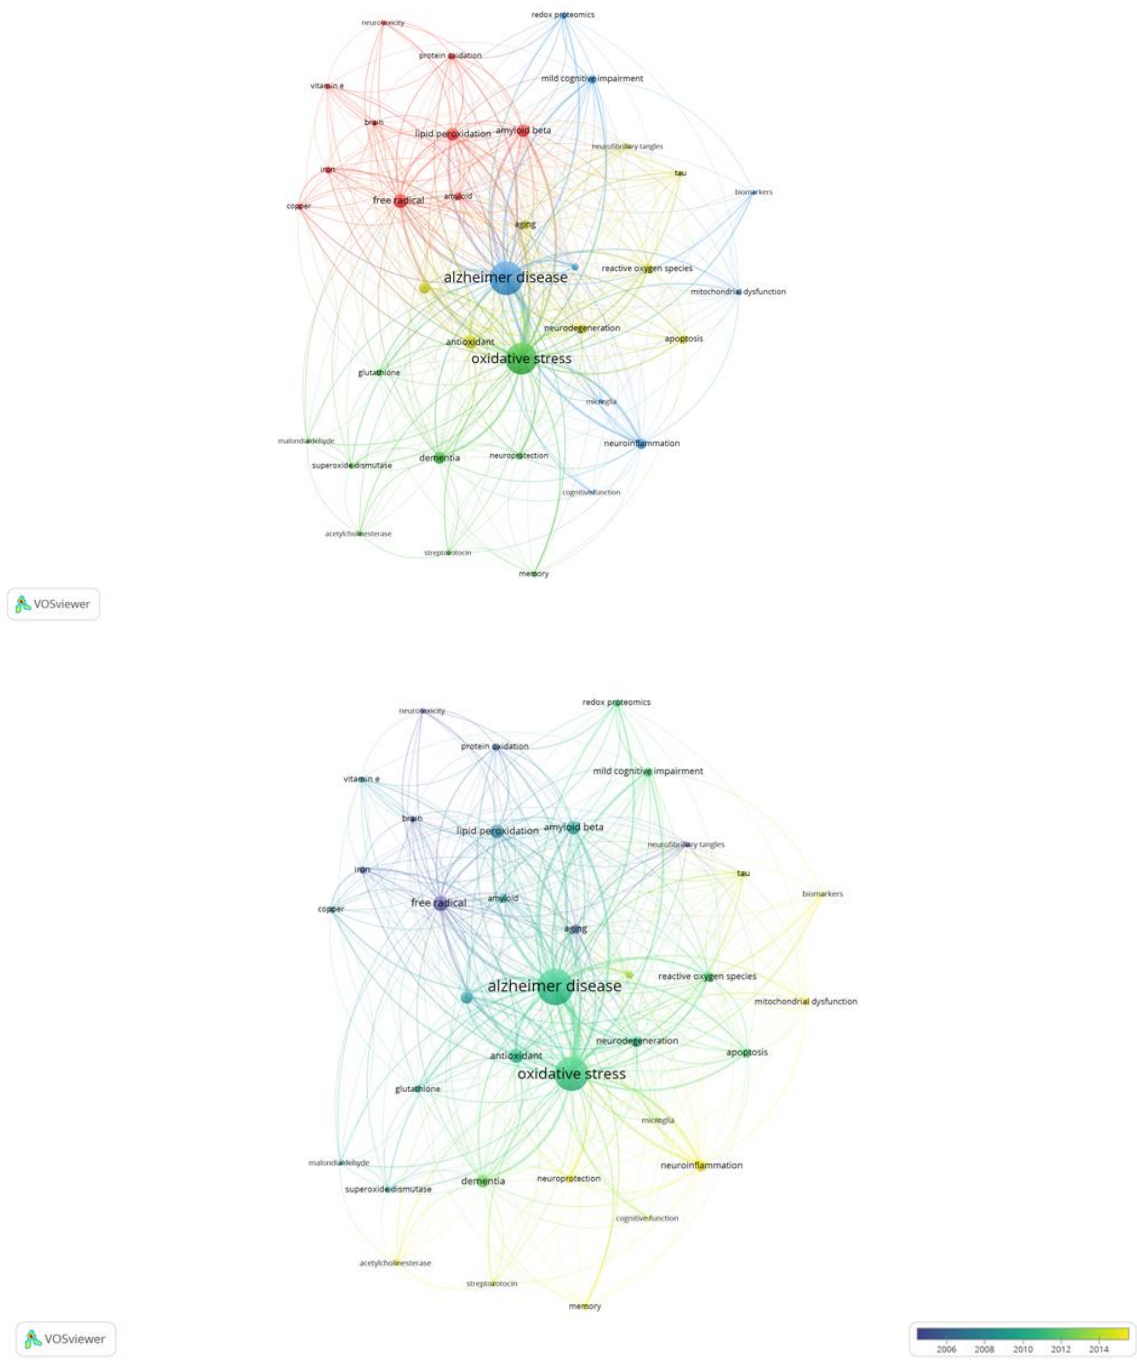 redox proteomics
neurotoxicity
protein oxidation
mild cognitive impairment
vitamin e
brain
lipid peroxidation
amyloid beta
neurofibrillary tangles
iron
tau
biomarkers
copper
free radical
amyloid
aging
reactive oxygen species
alzheimer disease
mitochondrial dysfunction
neurodegeneration
antioxidant
apoptosis
oxidative stress
glutathione
microglia
malondialdehyde
neuroinflammation
superoxide dismutase
dementia
neuroprotection
cognitive function
acetylcholinesterase
streptozotocin
memory
VOSviewer
redox proteomics
neurotoxicity
protein oxidation
mild cognitive impairment
vitamin e
brain
lipid peroxidation
amyloid beta
neurofibrillary tangles
iron
tau
biomarkers
copper
free radical
amyloid
aging
reactive oxygen species
alzheimer disease
mitochondrial dysfunction
neurodegeneration
antioxidant
apoptosis
oxidative stress
glutathione
microglia
malondialdehyde
neuroinflammation
superoxide dismutase
dementia
neuroprotection
cognitive function
acetylcholinesterase
streptozotocin
memory
VOSviewer
2006 2008 2010 2012 2014